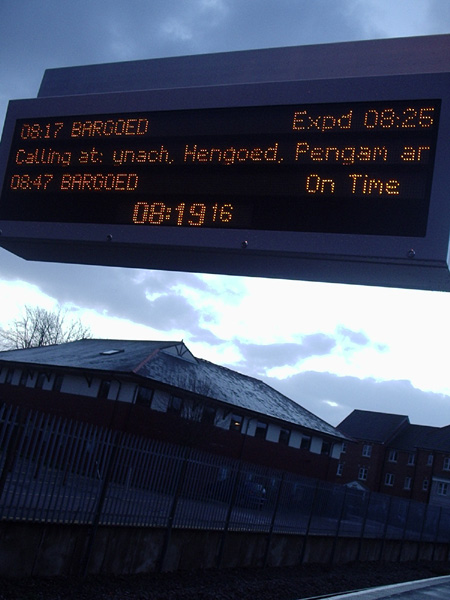 08:17 BARGOED Expd 08:25
Calling at: ynach, Hengoed, Pengam ar
08:47 BARGOED On Time
08:19 16